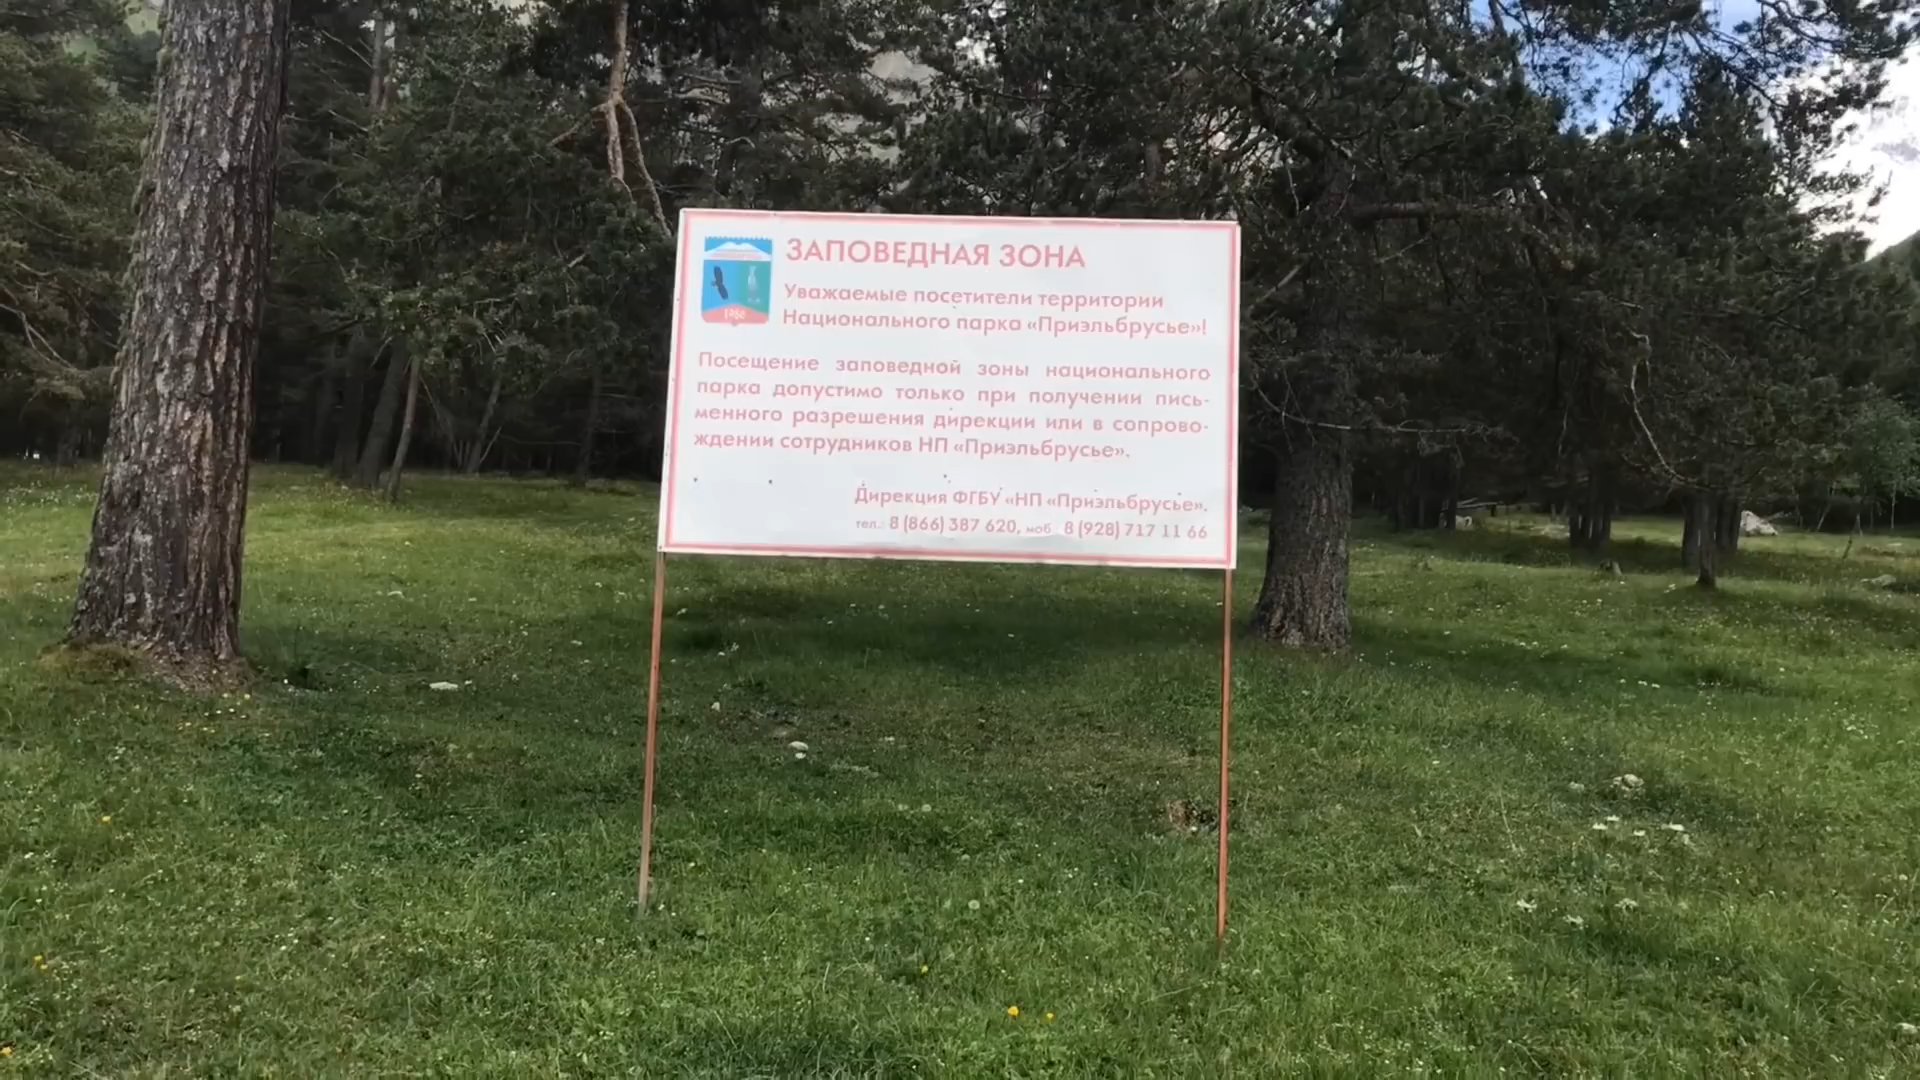 ЗАПОВЕДНАЯ ЗОНА
Уважаемые посетители территории
Национального парка «Приэльбрусье»!
Посещение заповедной зоны национального
парка допустимо только при получении пись-
менного разрешения дирекции или в сопрово-
ждении сотрудников НП «Приэльбрусье».
Дирекция ФГБУ «НП «Приэльбрусье».
тел.: 8 (866) 387 620, моб 8 (928) 717 11 66